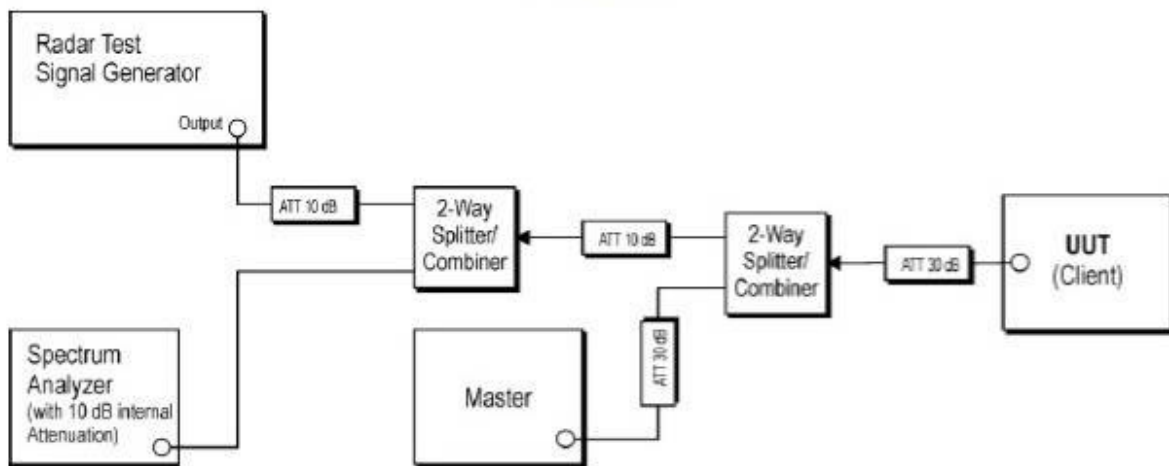 Radar Test
Signal Generator
Output
ATT 10 dB
2-Way
Splitter/
Combiner
ATT 10 dB
2-Way
Splitter/
Combiner
ATT 30 dB
UUT
(Client)
Spectrum
Analyzer
(with 10 dB internal
Attenuation)
Master
ATT 30 dB